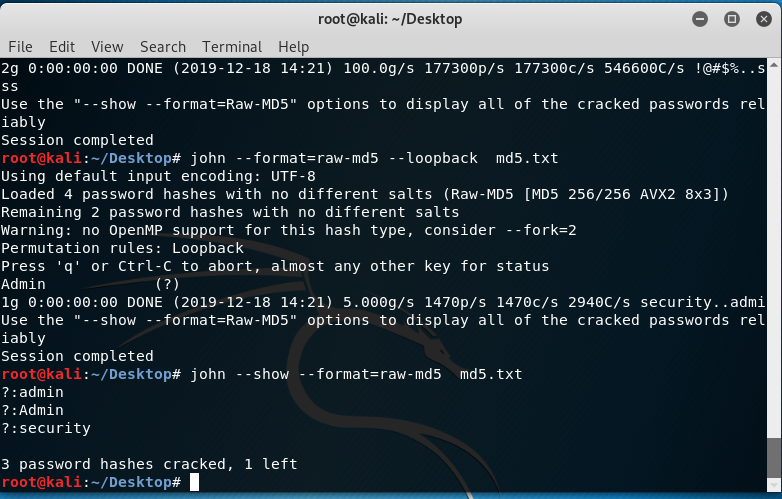 root@kali: ~/Desktop
File Edit View Search Terminal Help
2g 0:00:00:00 DONE (2019-12-18 14:21) 100.0g/s 177300p/s 177300c/s 546600C/s !@#$%..s
ss
Use the "--show --format=Raw-MD5" options to display all of the cracked passwords rel
iably
Session completed
root@kali:~/Desktop# john --format=raw-md5 --loopback  md5.txt
Using default input encoding: UTF-8
Loaded 4 password hashes with no different salts (Raw-MD5 [MD5 256/256 AVX2 8x3])
Remaining 2 password hashes with no different salts
Warning: no OpenMP support for this hash type, consider --fork=2
Permutation rules: Loopback
Press 'q' or Ctrl-C to abort, almost any other key for status
Admin            (?)
1g 0:00:00:00 DONE (2019-12-18 14:21) 5.000g/s 1470p/s 1470c/s 2940C/s security..admi
Use the "--show --format=Raw-MD5" options to display all of the cracked passwords rel
iably
Session completed
root@kali:~/Desktop# john --show --format=raw-md5  md5.txt
?:admin
?:Admin
?:security
3 password hashes cracked, 1 left
root@kali:~/Desktop#